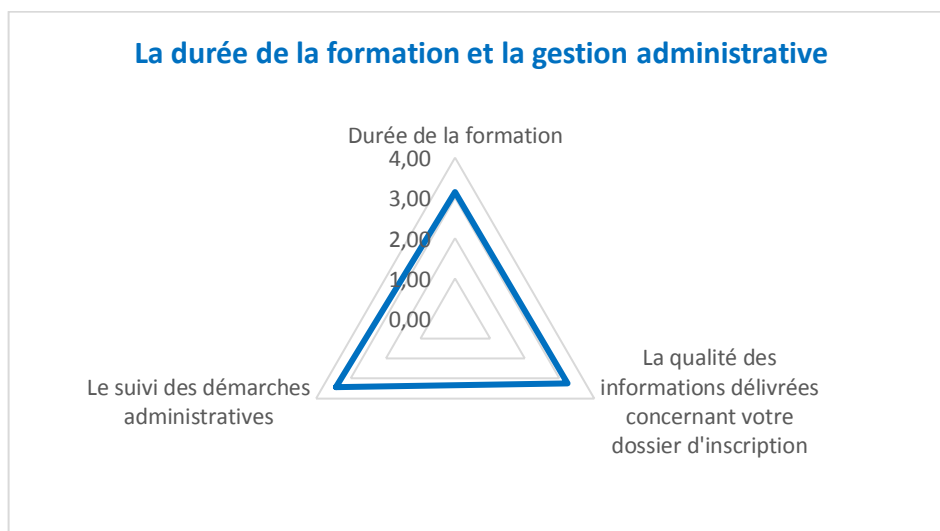 La durée de la formation et la gestion administrative
Durée de la formation
4,00
3,00
2,00
1,00
0,00
La qualité des
informations délivrées
concernant votre
dossier d'inscription
Le suivi des démarches
administratives